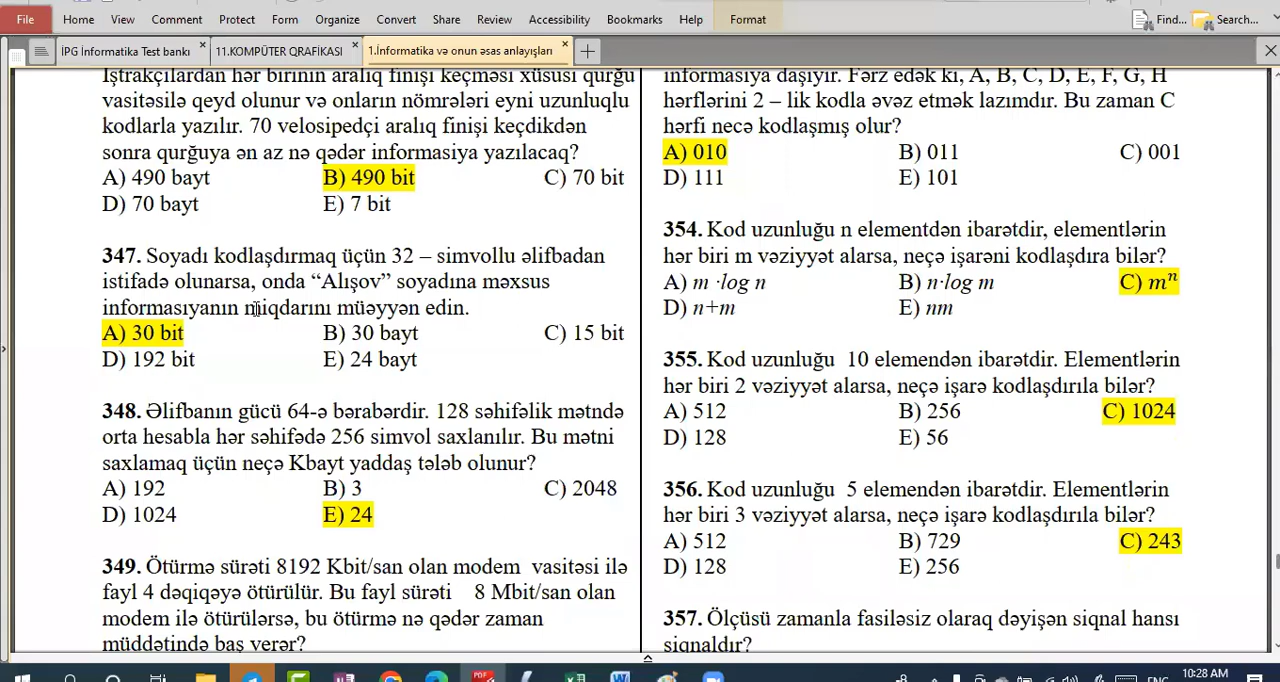 File Home View Comment Protect Form Organize Convert Share Review Accessibility Bookmarks Help Format Find... Search...
İPG İnformatika Test bankı 11.KOMPÜTER QRAFİKASI 1.İnformatika və onun əsas anlayışları
İştrakçılardan hər birinin aralıq finişi keçməsi xüsusi qurğu
vasitəsilə qeyd olunur və onların nömrələri eyni uzunluqlu
kodlarla yazılır. 70 velosipedçi aralıq finişi keçdikdən
sonra qurğuya ən az nə qədər informasiya yazılacaq?
A) 490 bayt B) 490 bit C) 70 bit
D) 70 bayt E) 7 bit
347. Soyadı kodlaşdırmaq üçün 32 – simvollu əlifbadan
istifadə olunarsa, onda “Alışov” soyadına məxsus
informasıyanın miqdarını müəyyən edin.
A) 30 bit B) 30 bayt C) 15 bit
D) 192 bit E) 24 bayt
348. Əlifbanın gücü 64-ə bərabərdir. 128 səhifəlik mətndə
orta hesabla hər səhifədə 256 simvol saxlanılır. Bu mətni
saxlamaq üçün neçə Kbayt yaddaş tələb olunur?
A) 192 B) 3 C) 2048
D) 1024 E) 24
349. Ötürmə sürəti 8192 Kbit/san olan modem vasitəsi ilə
fayl 4 dəqiqəyə ötürülür. Bu fayl sürəti 8 Mbit/san olan
modem ilə ötürülərsə, bu ötürmə nə qədər zaman
müddətində baş verər?
informasiya daşıyır. Fərz edək ki, A, B, C, D, E, F, G, H
hərflərini 2 – lik kodla əvəz etmək lazımdır. Bu zaman C
hərfi necə kodlaşmış olur?
A) 010 B) 011 C) 001
D) 111 E) 101
354. Kod uzunluğu n elementdən ibarətdir, elementlərin
hər biri m vəziyyət alarsa, neçə işarəni kodlaşdıra bilər?
A) m ·log n B) n·log m C) mⁿ
D) n+m E) nm
355. Kod uzunluğu 10 elemendən ibarətdir. Elementlərin
hər biri 2 vəziyyət alarsa, neçə işarə kodlaşdırıla bilər?
A) 512 B) 256 C) 1024
D) 128 E) 56
356. Kod uzunluğu 5 elemendən ibarətdir. Elementlərin
hər biri 3 vəziyyət alarsa, neçə işarə kodlaşdırıla bilər?
A) 512 B) 729 C) 243
D) 128 E) 256
357. Ölçüsü zamanla fasiləsiz olaraq dəyişən siqnal hansı
siqnaldır?
10:28 AM